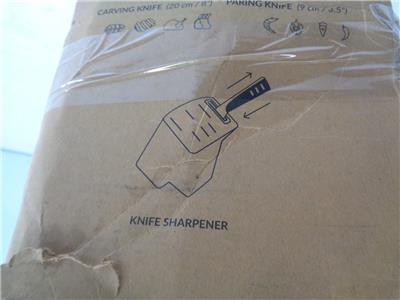 CARVING KNIFE (20 cm / 8") PARING KNIFE (9 cm / 3.5")
KNIFE SHARPENER